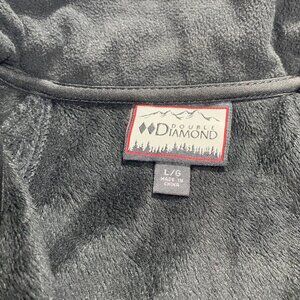 DOUBLE
DIAMOND
L/G
MADE IN
CHINA